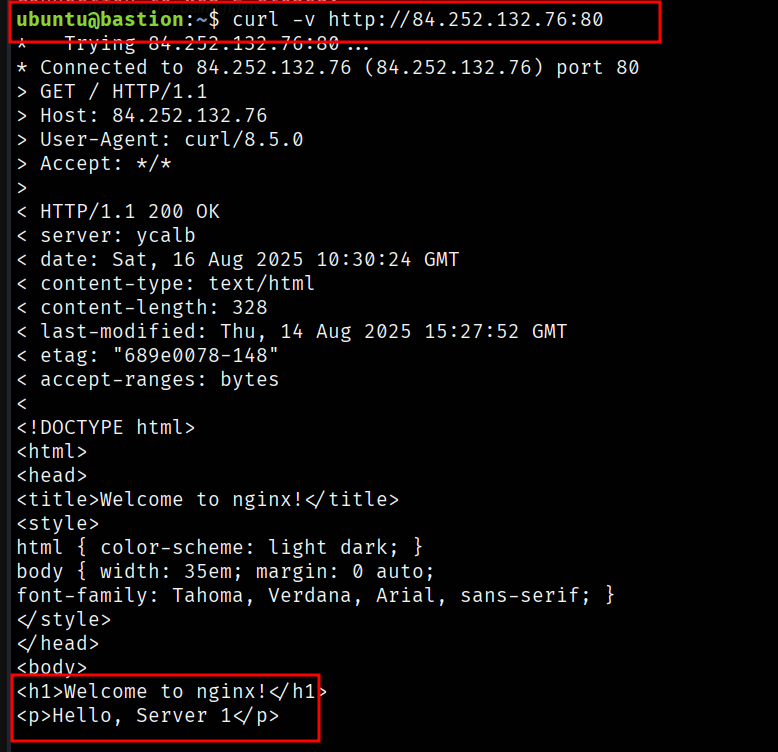 ubuntu@bastion:~$ curl -v http://84.252.132.76:80
*   Trying 84.252.132.76:80...
* Connected to 84.252.132.76 (84.252.132.76) port 80
> GET / HTTP/1.1
> Host: 84.252.132.76
> User-Agent: curl/8.5.0
> Accept: */*
>
< HTTP/1.1 200 OK
< server: ycalb
< date: Sat, 16 Aug 2025 10:30:24 GMT
< content-type: text/html
< content-length: 328
< last-modified: Thu, 14 Aug 2025 15:27:52 GMT
< etag: "689e0078-148"
< accept-ranges: bytes
<
<!DOCTYPE html>
<html>
<head>
<title>Welcome to nginx!</title>
<style>
html { color-scheme: light dark; }
body { width: 35em; margin: 0 auto;
font-family: Tahoma, Verdana, Arial, sans-serif; }
</style>
</head>
<body>
<h1>Welcome to nginx!</h1>
<p>Hello, Server 1</p>